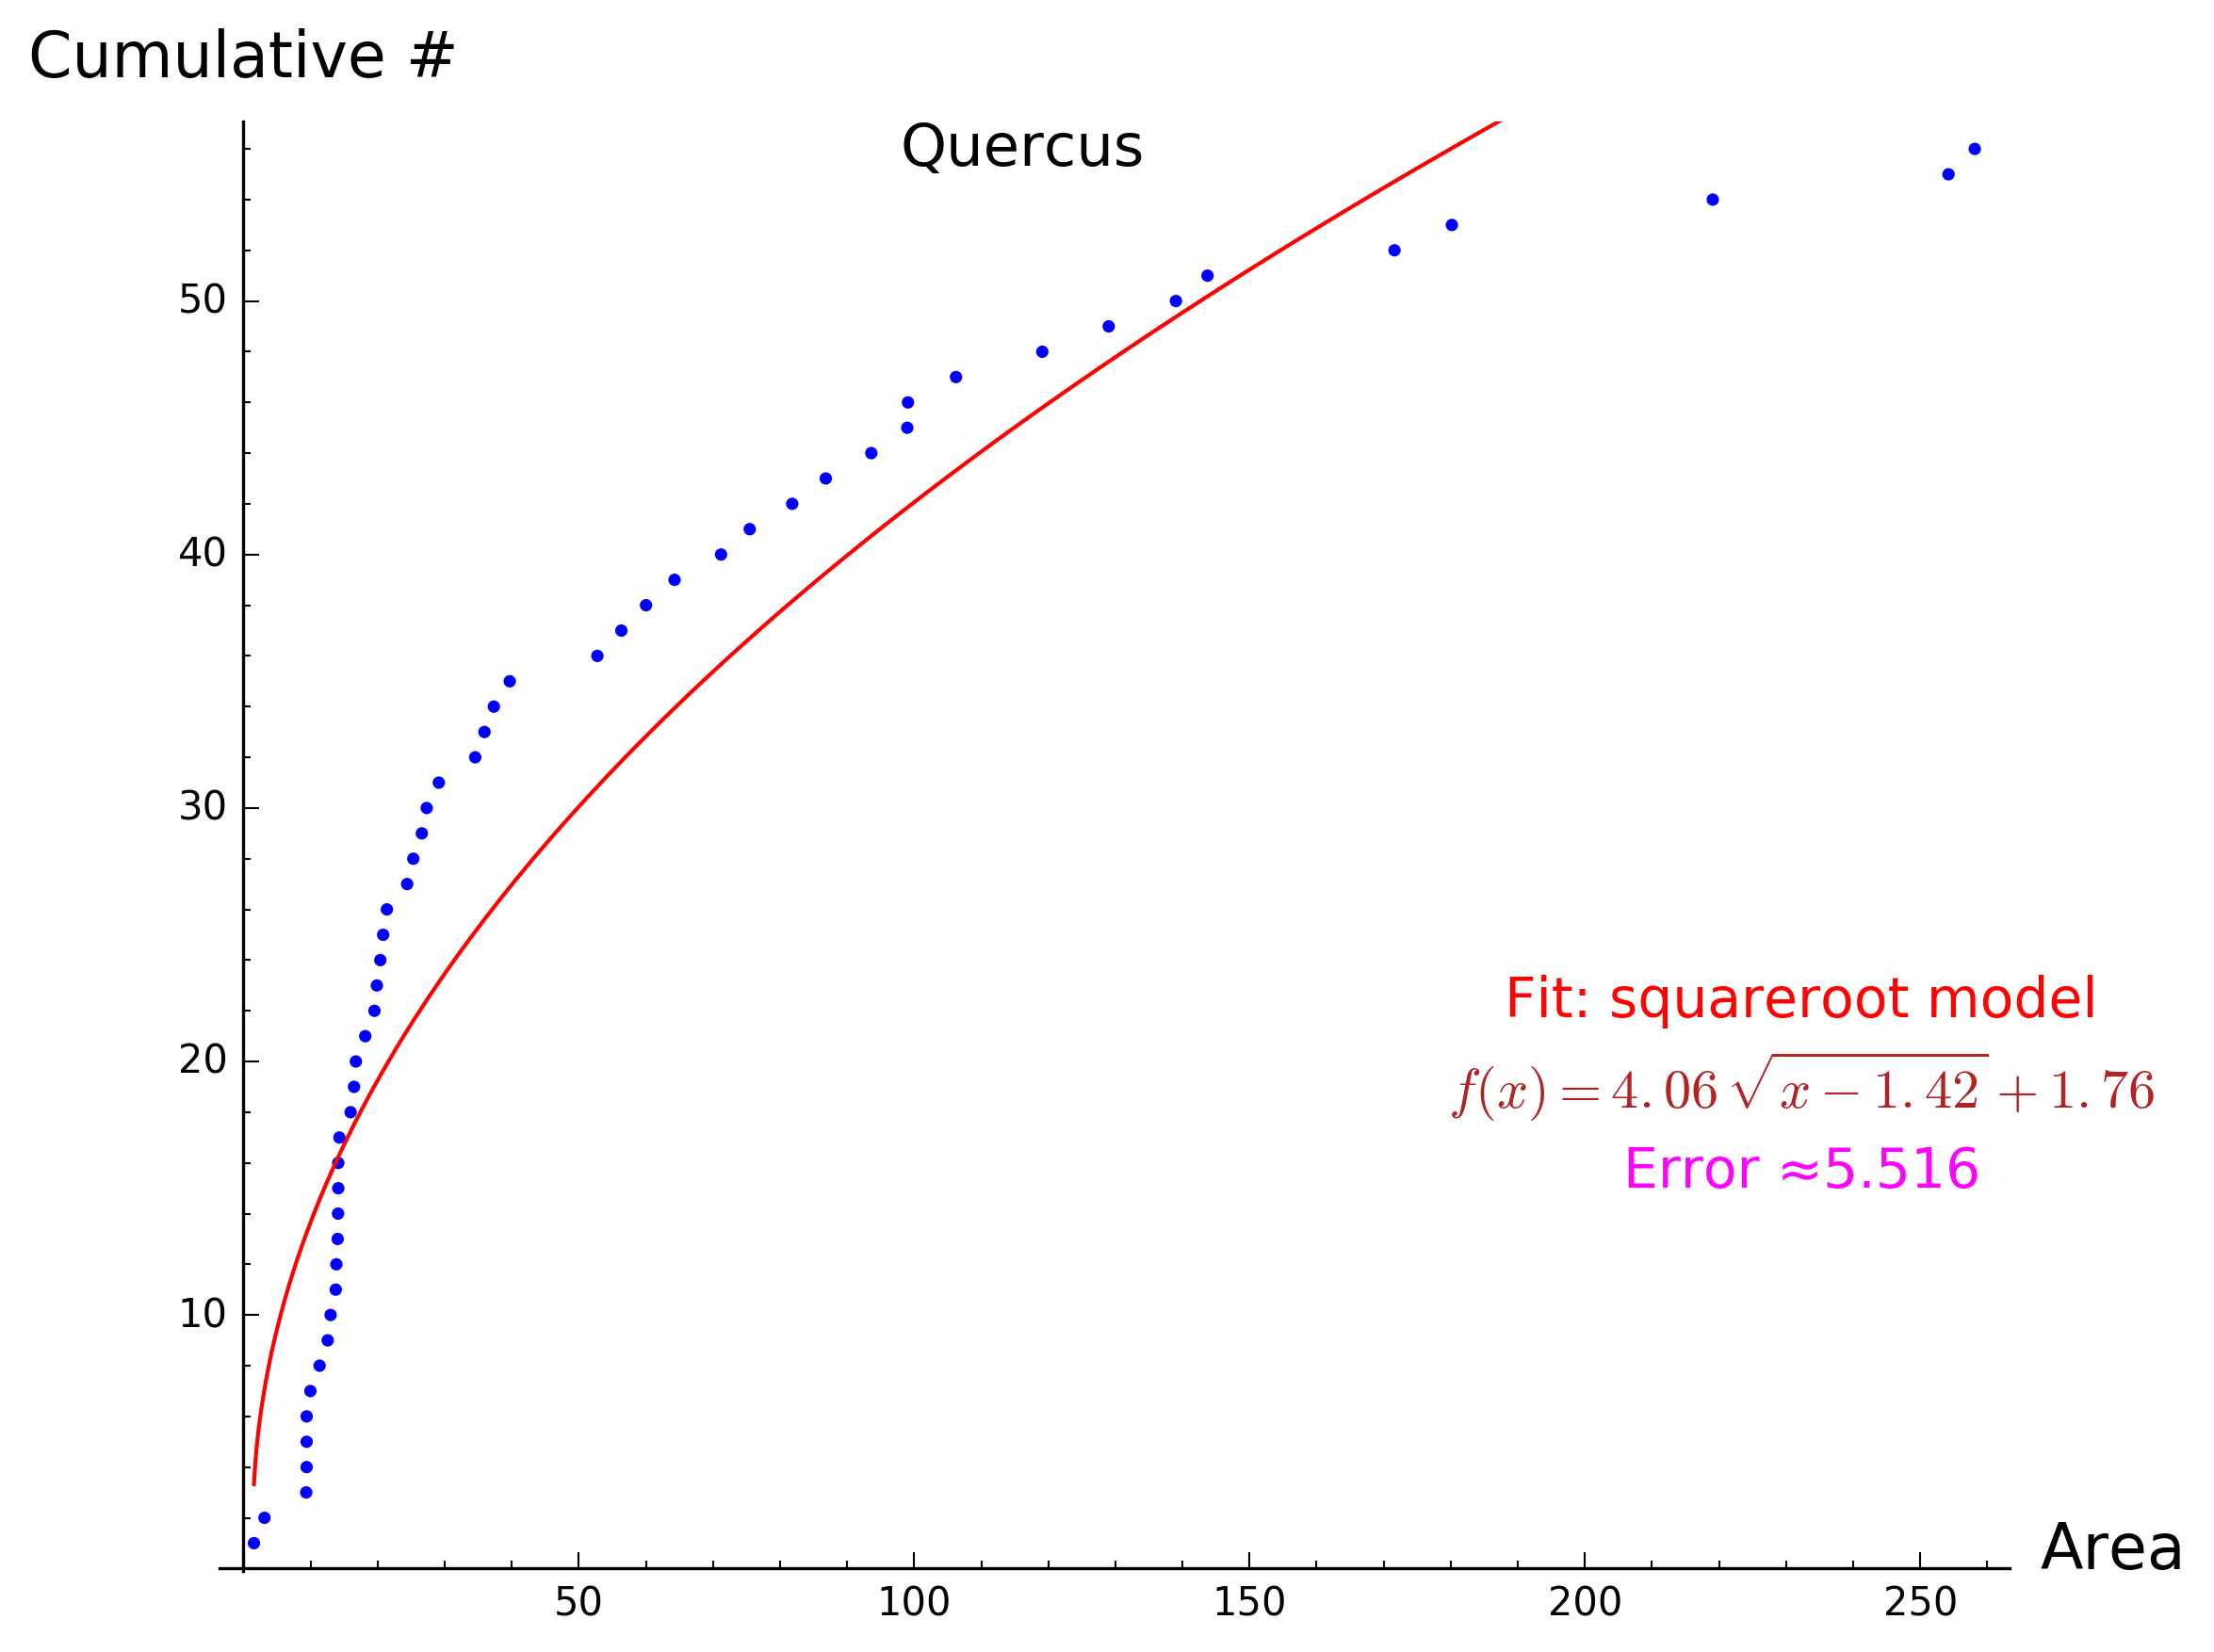 Cumulative #
Quercus
50
40
30
20
10
Fit: squareroot model
f(x) = 4.06 √(x − 1.42) + 1.76
Error ≈5.516
Area
50 100 150 200 250